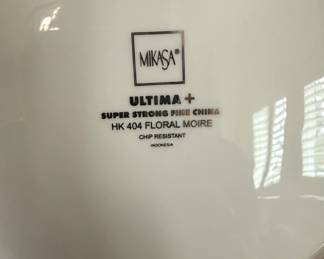 MIKASA®
ULTIMA +
SUPER STRONG FINE CHINA
HK 404 FLORAL MOIRE
CHIP RESISTANT
INDONESIA